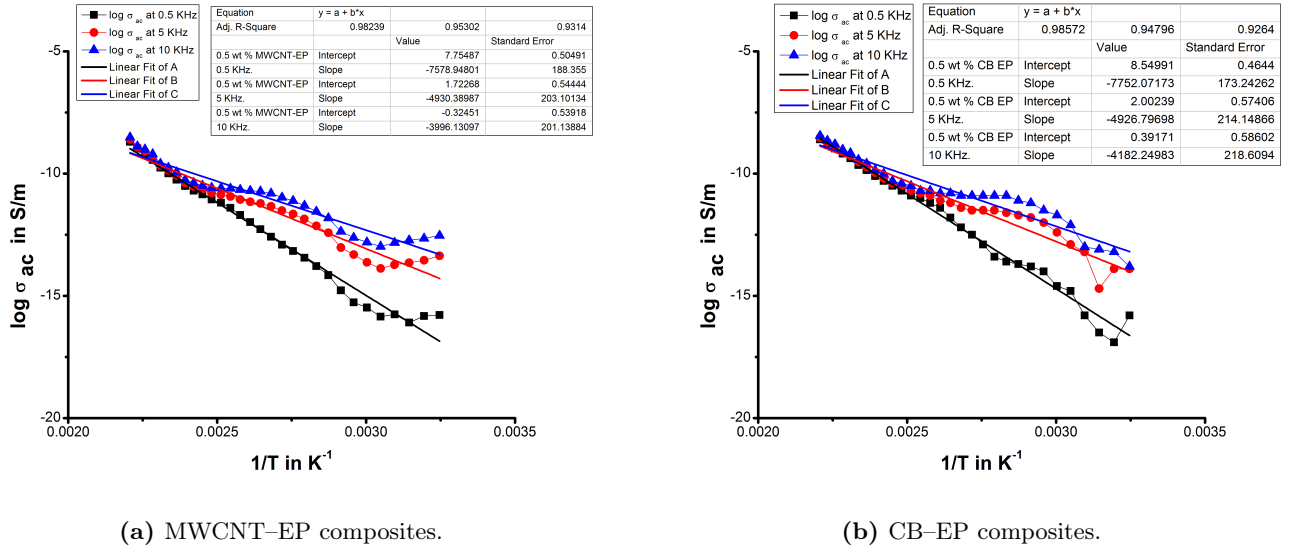 log σ ac at 0.5 KHz
log σ ac at 5 KHz
log σ ac at 10 KHz
Linear Fit of A
Linear Fit of B
Linear Fit of C
Equation y = a + b*x
Adj. R-Square 0.98239 0.95302 0.9314
Value Standard Error
0.5 wt % MWCNT-EP Intercept 7.75487 0.50491
0.5 KHz. Slope -7578.94801 188.355
0.5 wt % MWCNT-EP Intercept 1.72268 0.54444
5 KHz. Slope -4930.38987 203.10134
0.5 wt % MWCNT-EP Intercept -0.32451 0.53918
10 KHz. Slope -3996.13097 201.13884
-5
-10
-15
-20
log σ ac in S/m
0.0020 0.0025 0.0030 0.0035
1/T in K-1
(a) MWCNT–EP composites.
log σ ac at 0.5 KHz
log σ ac at 5 KHz
log σ ac at 10 KHz
Linear Fit of A
Linear Fit of B
Linear Fit of C
Equation y = a + b*x
Adj. R-Square 0.98572 0.94796 0.9264
Value Standard Error
0.5 wt % CB EP Intercept 8.54991 0.4644
0.5 KHz. Slope -7752.07173 173.24262
0.5 wt % CB EP Intercept 2.00239 0.57406
5 KHz. Slope -4926.79698 214.14866
0.5 wt % CB EP Intercept 0.39171 0.58602
10 KHz. Slope -4182.24983 218.6094
-5
-10
-15
-20
log σ ac in S/m
0.0020 0.0025 0.0030 0.0035
1/T in K-1
(b) CB–EP composites.